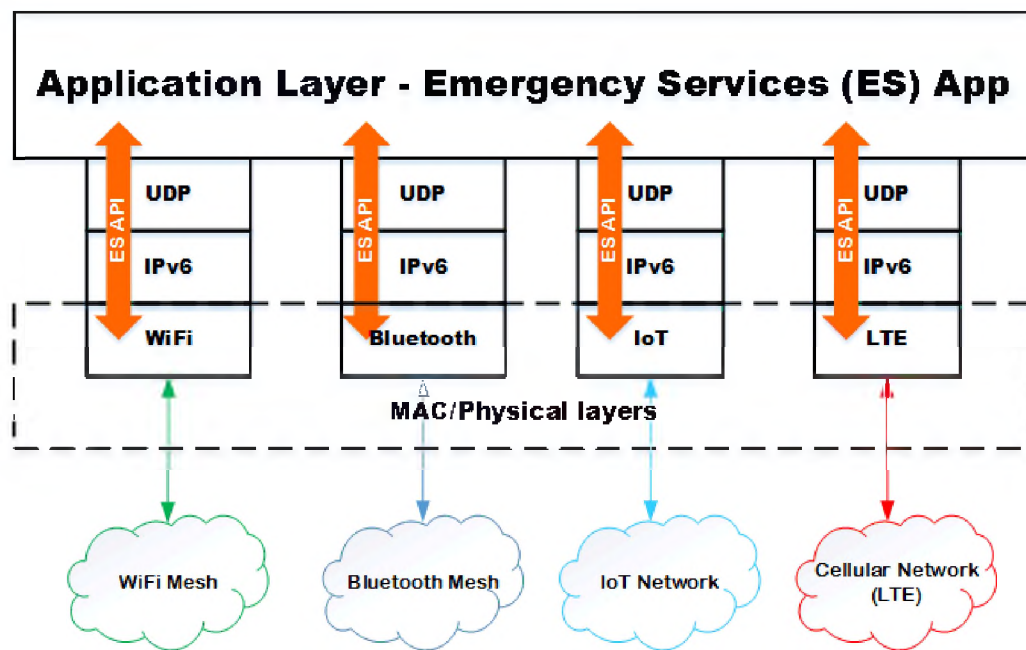 Application Layer - Emergency Services (ES) App
ES API
ES API
ES API
ES API
UDP
UDP
UDP
UDP
IPv6
IPv6
IPv6
IPv6
WiFi
Bluetooth
IoT
LTE
MAC/Physical layers
WiFi Mesh
Bluetooth Mesh
IoT Network
Cellular Network
(LTE)